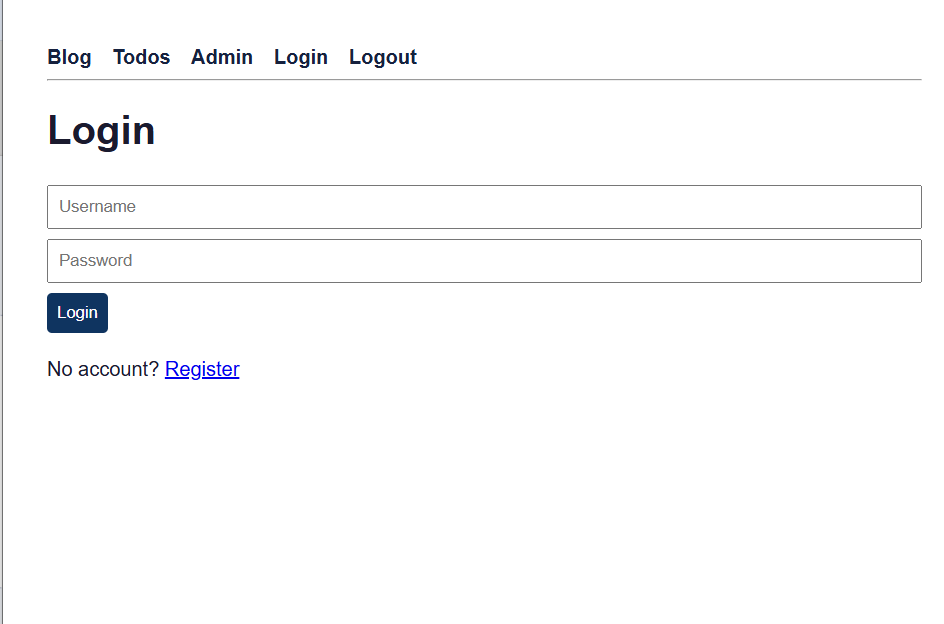 Blog Todos Admin Login Logout
Login
Username
Password
Login
No account? Register